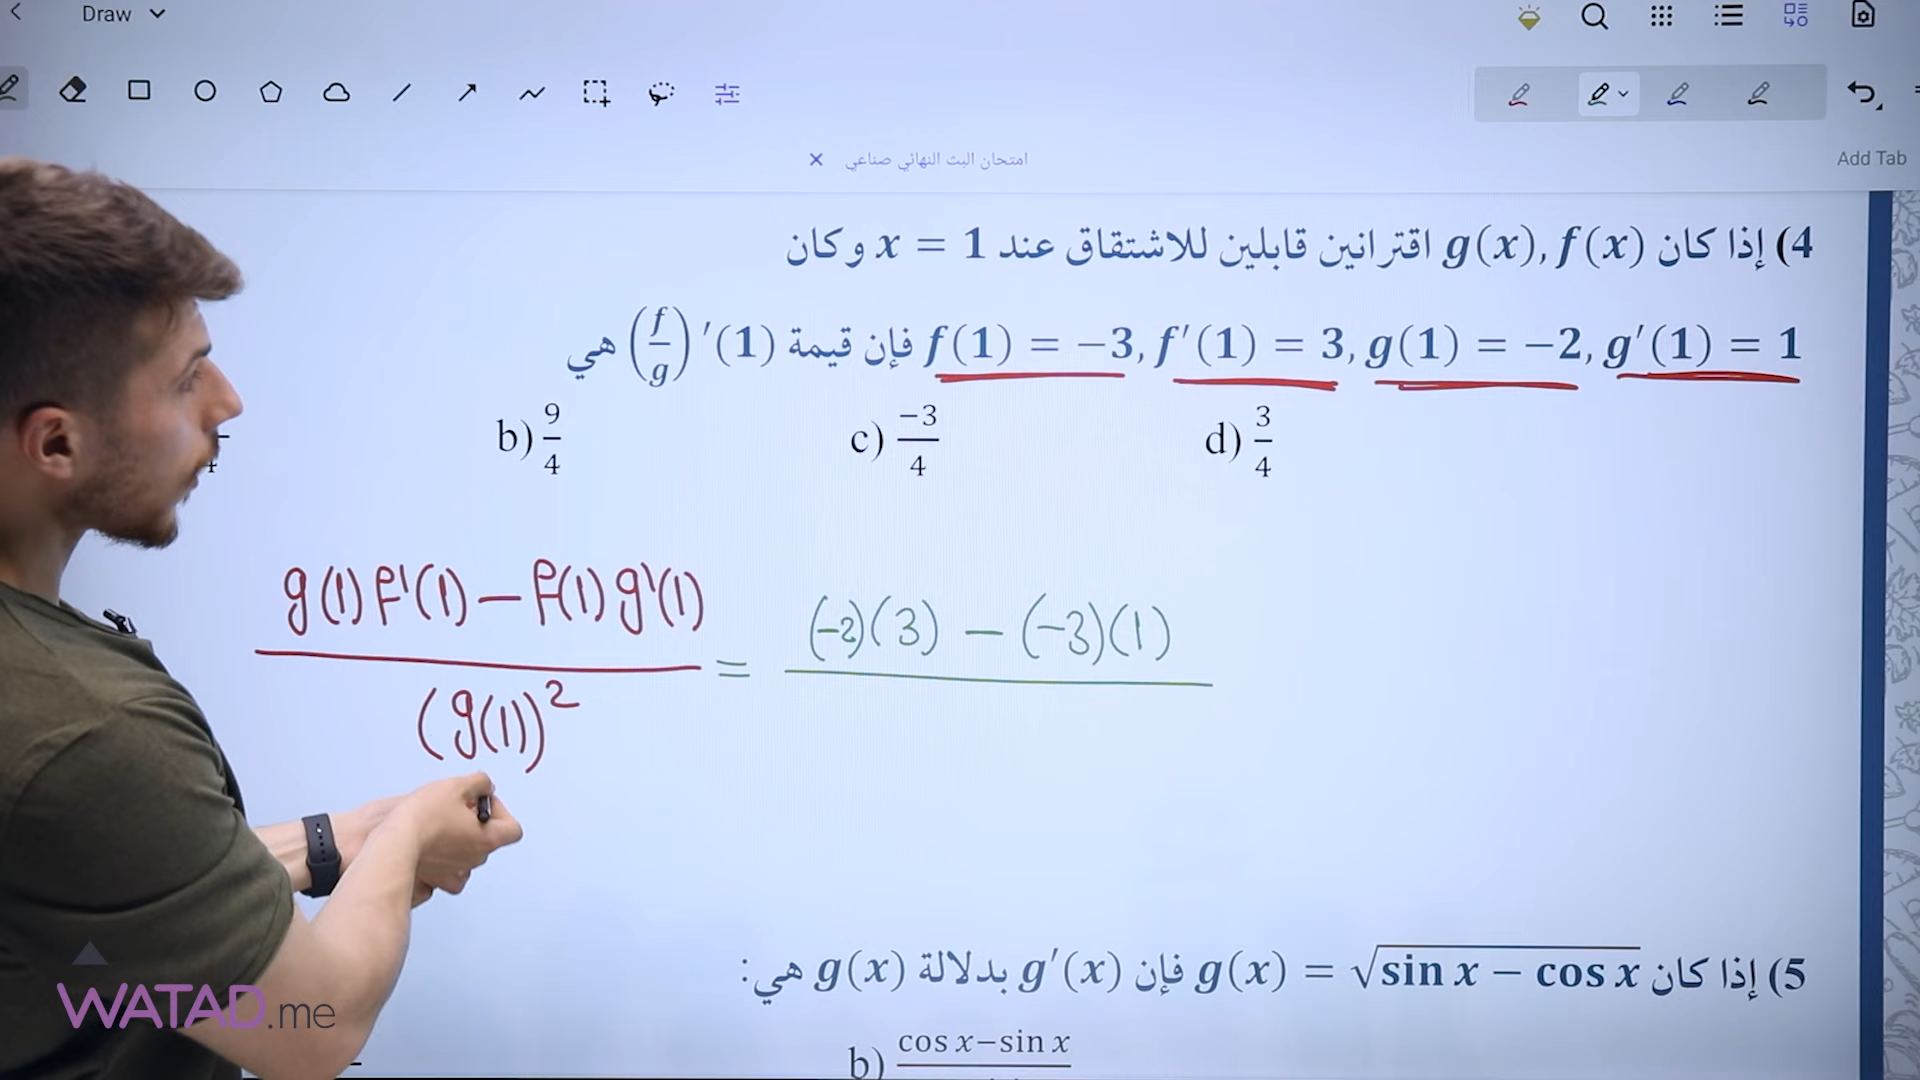 Draw
امتحان البث النهائي صناعي
Add Tab
4) إذا كان g(x), f(x) اقترانين قابلين للاشتقاق عند x = 1 وكان
f(1) = −3, f′(1) = 3, g(1) = −2, g′(1) = 1 فإن قيمة (f/g)′(1) هي
b) 9/4 c) −3/4 d) 3/4
g(1) f'(1) − f(1) g'(1) / (g(1))² = (−2)(3) − (−3)(1)
5) إذا كان g(x) = √(sin x − cos x) فإن g′(x) بدلالة g(x) هي:
b) cos x−sin x
WATAD.me